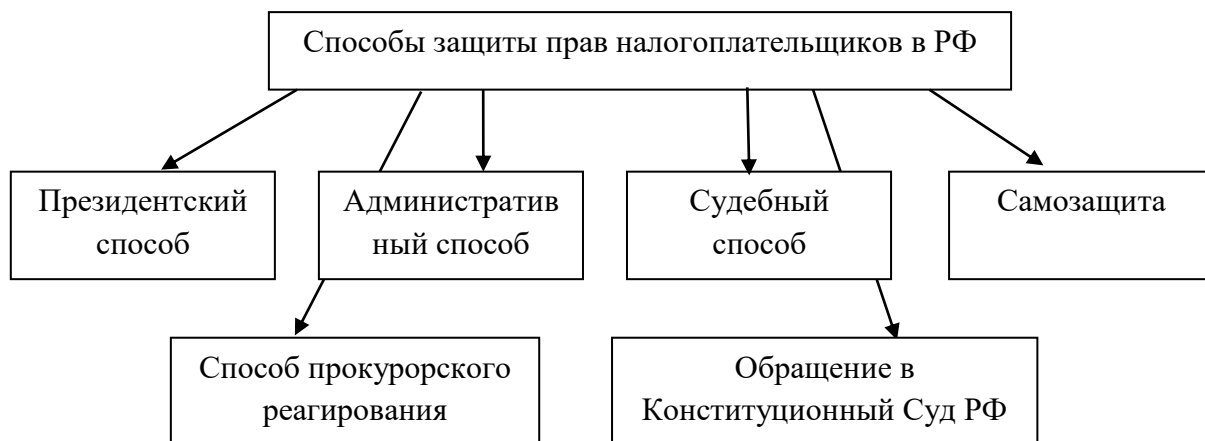 Способы защиты прав налогоплательщиков в РФ
Президентский
способ
Административ
ный способ
Судебный
способ
Самозащита
Способ прокурорского
реагирования
Обращение в
Конституционный Суд РФ